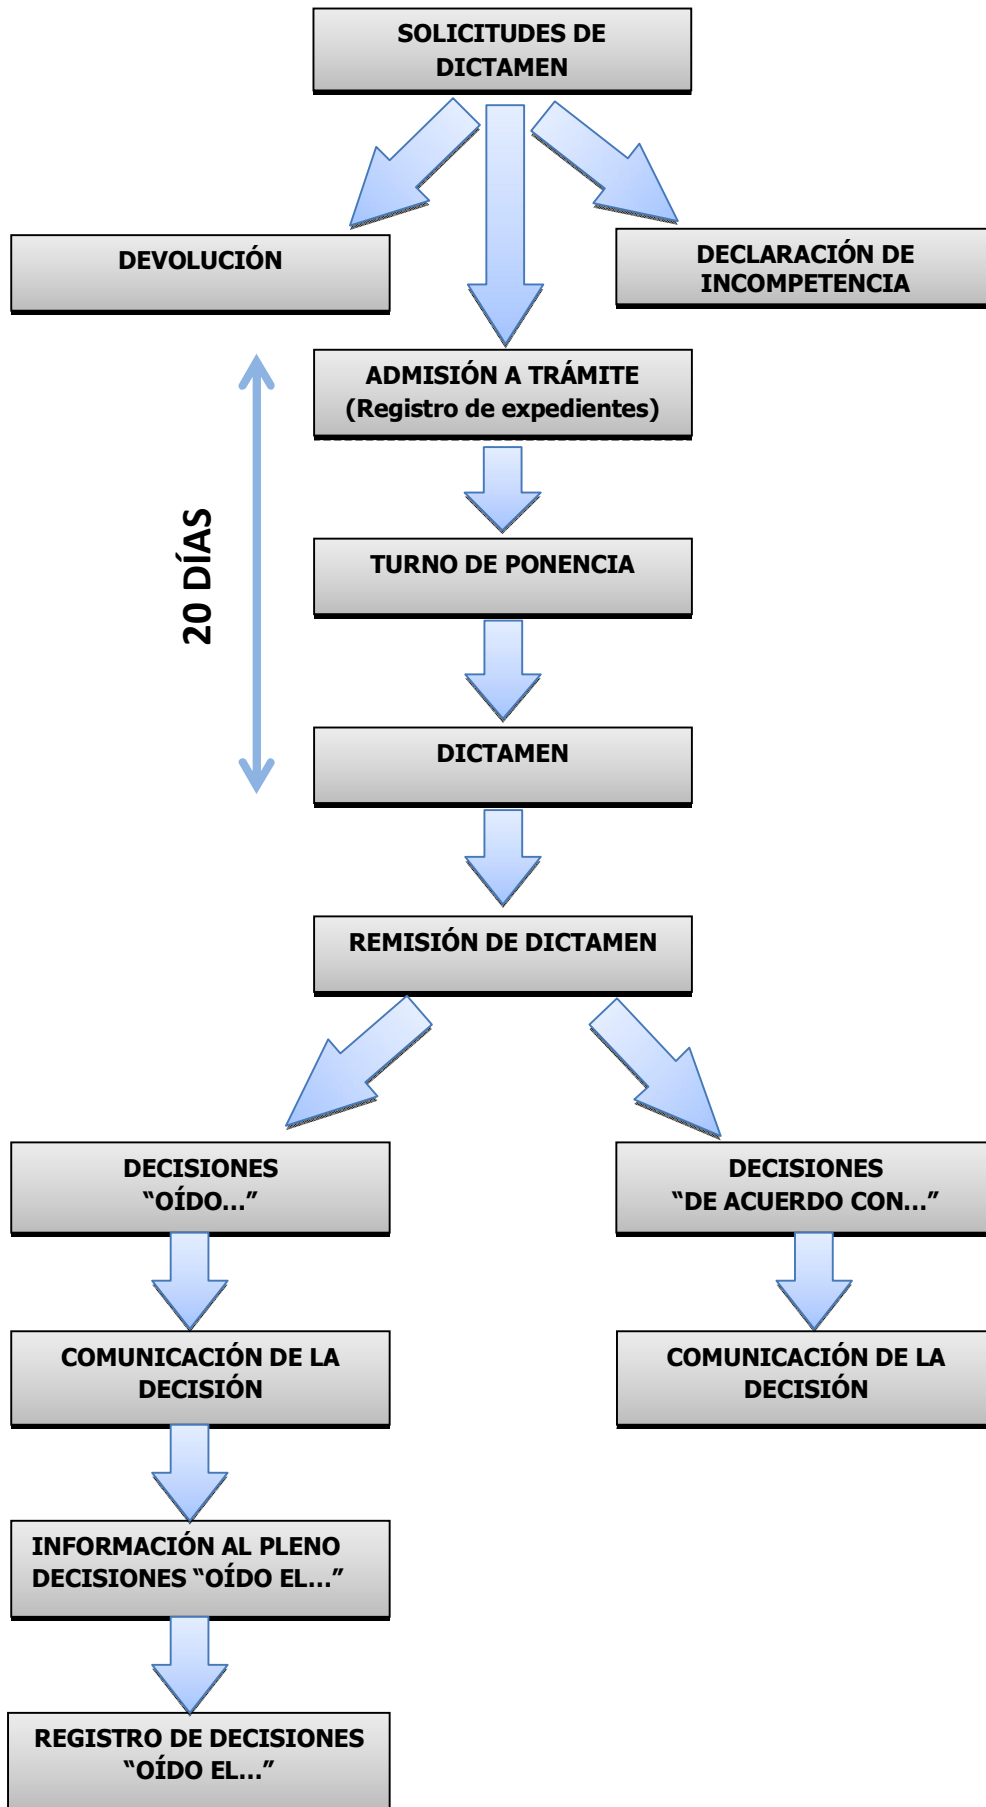 SOLICITUDES DE
DICTAMEN
DEVOLUCIÓN
DECLARACIÓN DE
INCOMPETENCIA
ADMISIÓN A TRÁMITE
(Registro de expedientes)
20 DÍAS
TURNO DE PONENCIA
DICTAMEN
REMISIÓN DE DICTAMEN
DECISIONES
“OÍDO…”
DECISIONES
“DE ACUERDO CON…”
COMUNICACIÓN DE LA
DECISIÓN
COMUNICACIÓN DE LA
DECISIÓN
INFORMACIÓN AL PLENO
DECISIONES “OÍDO EL…”
REGISTRO DE DECISIONES
“OÍDO EL…”